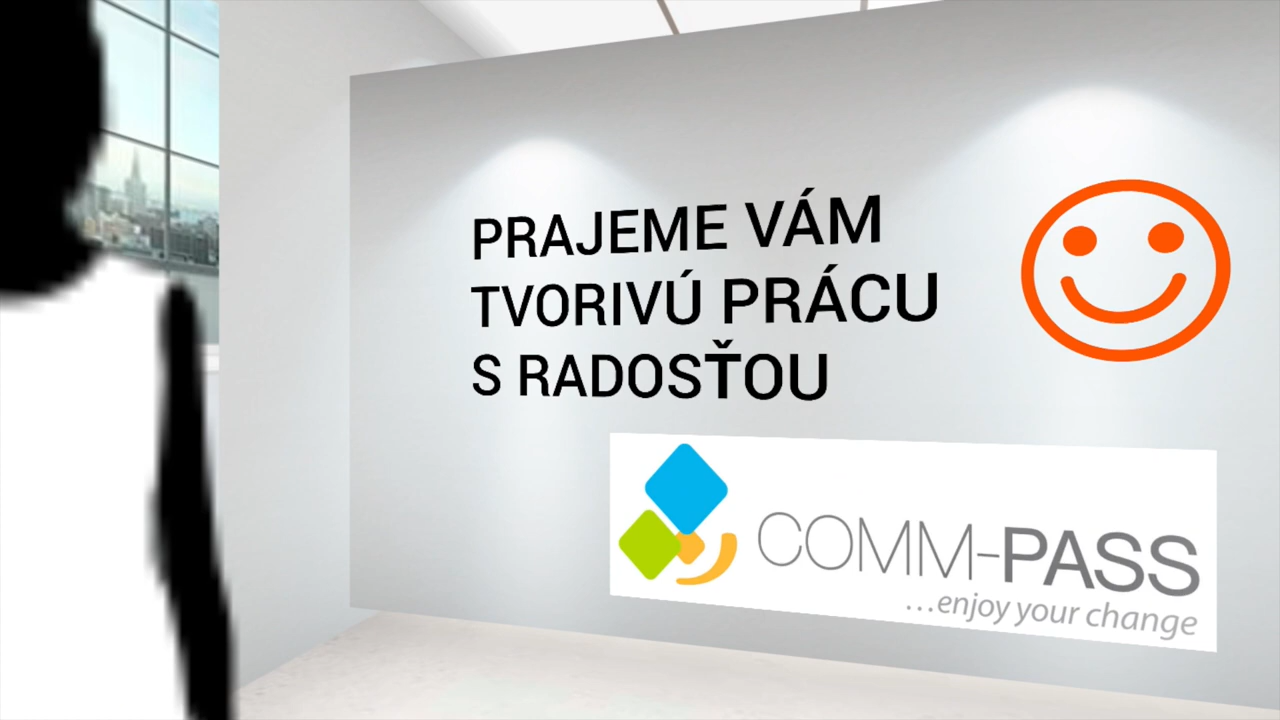 PRAJEME VÁM
TVORIVÚ PRÁCU
S RADOSŤOU
COMM-PASS
...enjoy your change